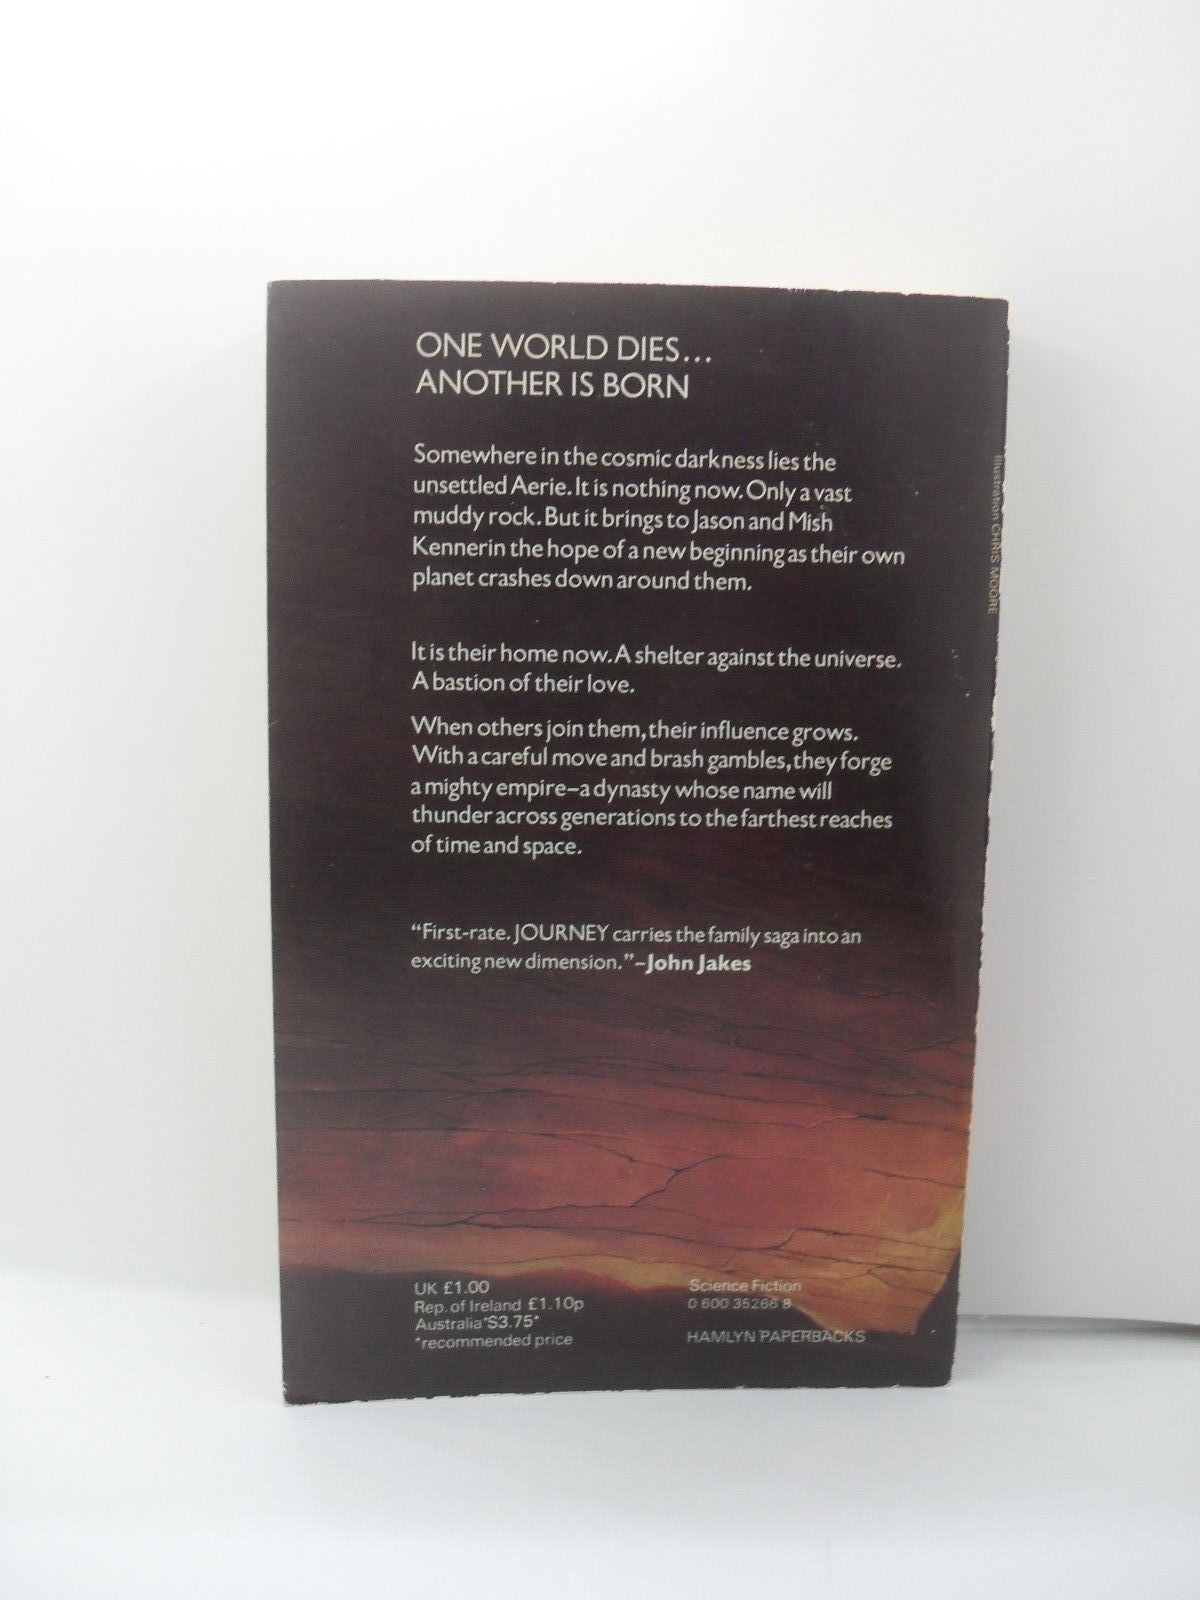 ONE WORLD DIES...
ANOTHER IS BORN
Somewhere in the cosmic darkness lies the
unsettled Aerie. It is nothing now. Only a vast
muddy rock. But it brings to Jason and Mish
Kennerin the hope of a new beginning as their own
planet crashes down around them.
It is their home now. A shelter against the universe.
A bastion of their love.
When others join them, their influence grows.
With a careful move and brash gambles, they forge
a mighty empire–a dynasty whose name will
thunder across generations to the farthest reaches
of time and space.
“First-rate. JOURNEY carries the family saga into an
exciting new dimension.”–John Jakes
UK £1.00
Rep. of Ireland £1.10p
Australia *$3.75*
*recommended price
Science Fiction
0 600 35266 8
HAMLYN PAPERBACKS
Illustration CHRIS MOORE